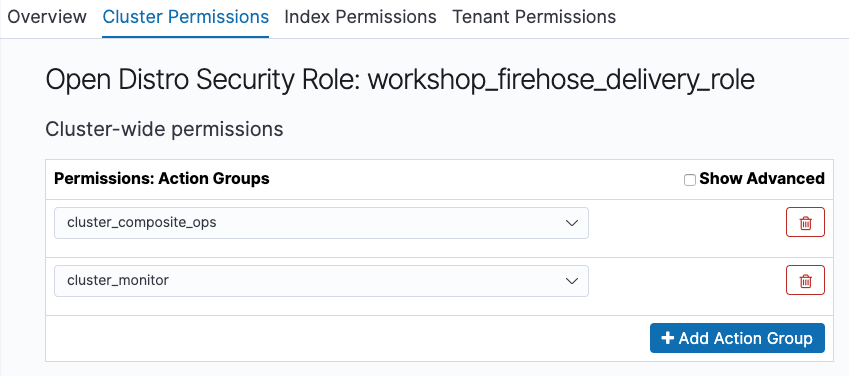 Overview Cluster Permissions Index Permissions Tenant Permissions
Open Distro Security Role: workshop_firehose_delivery_role
Cluster-wide permissions
Permissions: Action Groups Show Advanced
cluster_composite_ops
cluster_monitor
Add Action Group